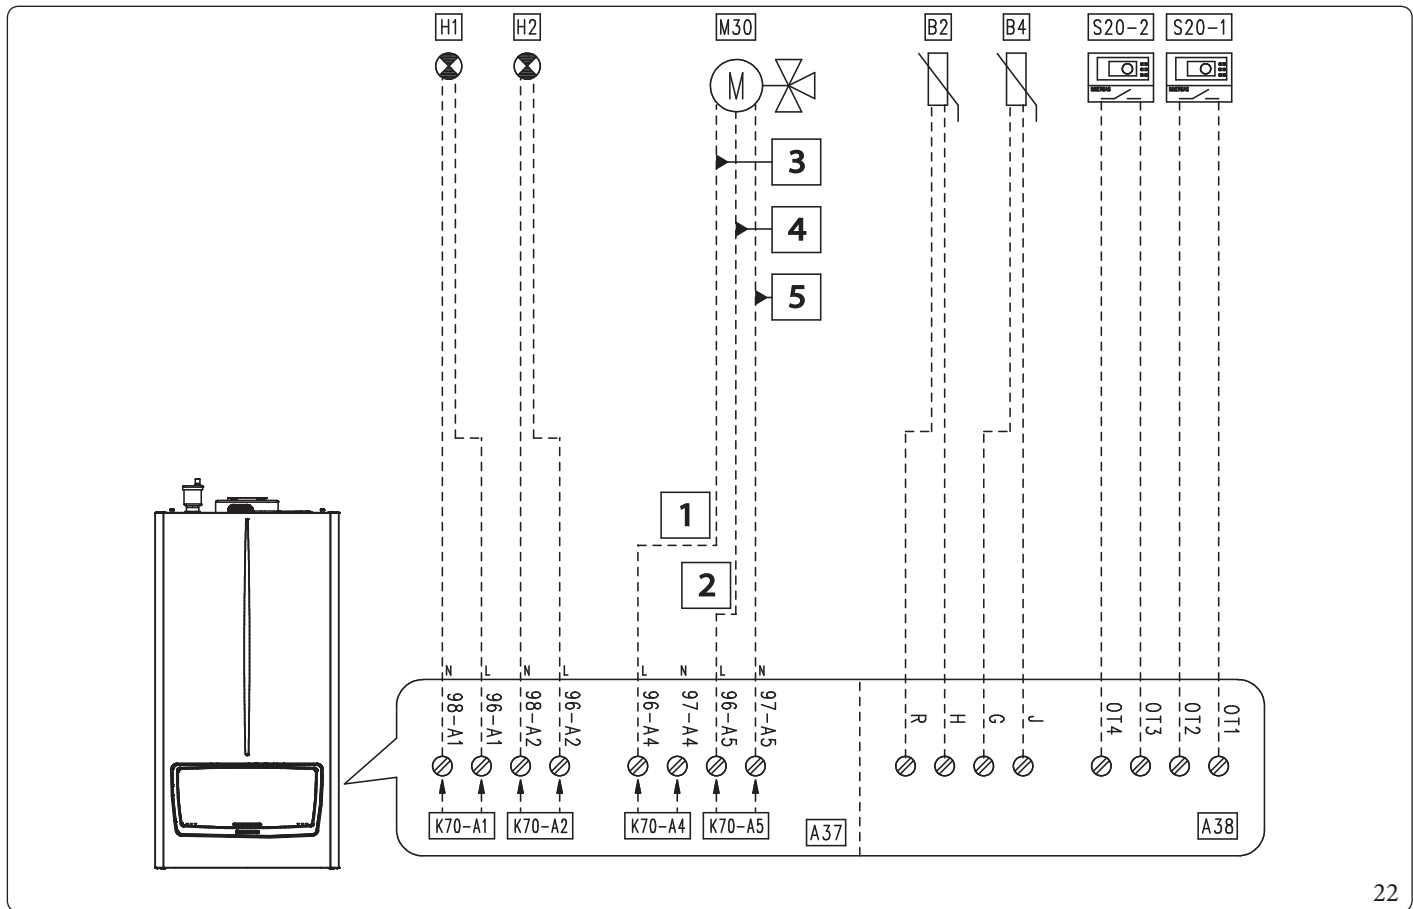 H1 H2 M30 B2 B4 S20-2 S20-1
M
3
4
5
1
2
N L N L L N L N
98-A1 96-A1 98-A2 96-A2 96-A4 97-A4 96-A5 97-A5 R H G J OT4 OT3 OT2 OT1
K70-A1 K70-A2 K70-A4 K70-A5 A37 A38
22